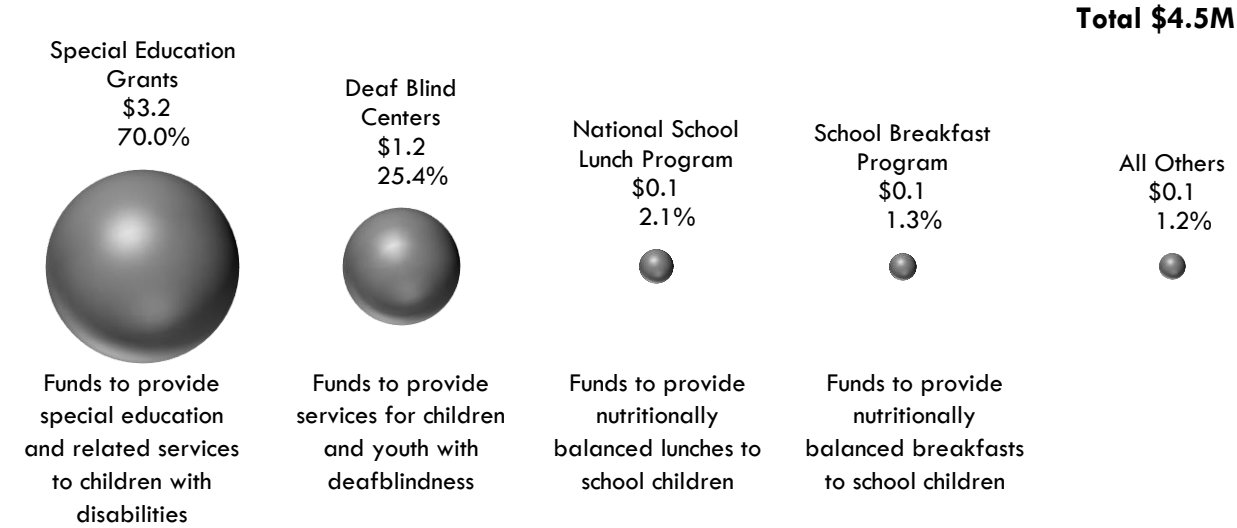 Total $4.5M
Special Education
Grants
$3.2
70.0%
Deaf Blind
Centers
$1.2
25.4%
National School
Lunch Program
$0.1
2.1%
School Breakfast
Program
$0.1
1.3%
All Others
$0.1
1.2%
Funds to provide
special education
and related services
to children with
disabilities
Funds to provide
services for children
and youth with
deafblindness
Funds to provide
nutritionally
balanced lunches to
school children
Funds to provide
nutritionally
balanced breakfasts
to school children